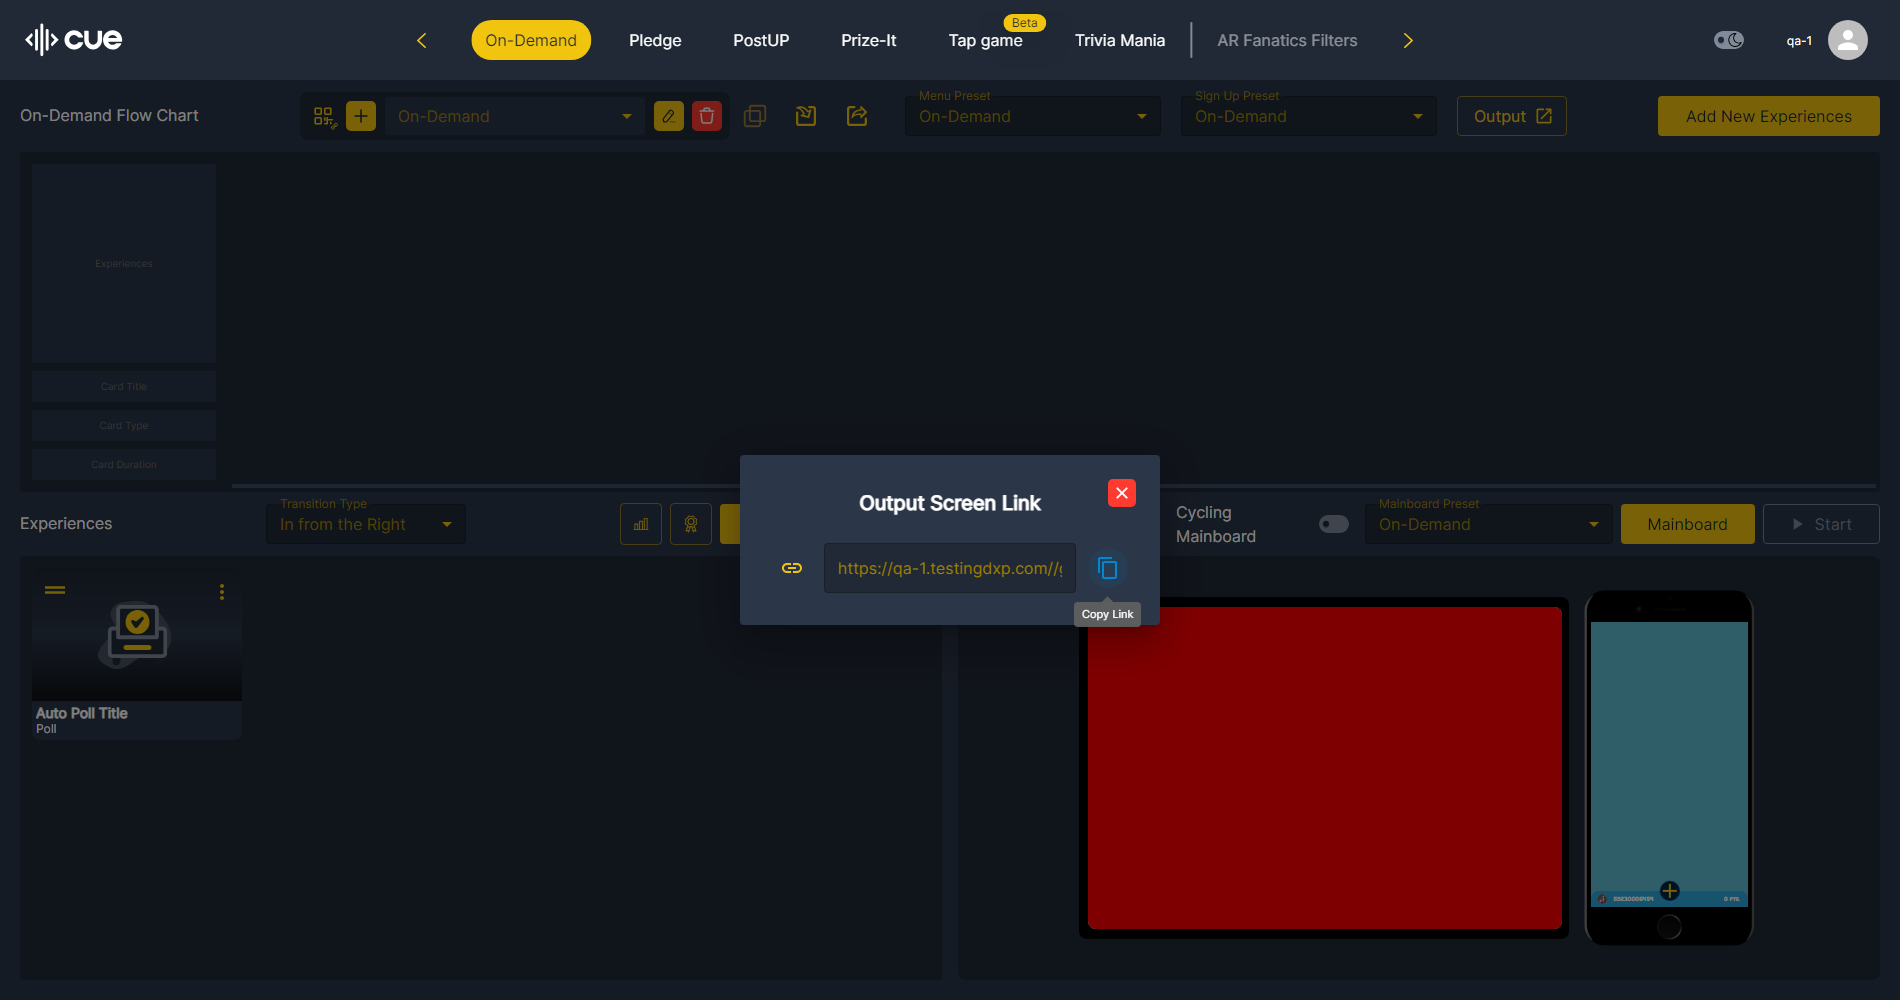 cue
On-Demand
Pledge
PostUP
Prize-It
Tap game
Beta
Trivia Mania
AR Fanatics Filters
qa-1
On-Demand Flow Chart
On-Demand
Menu Preset
On-Demand
Sign Up Preset
On-Demand
Output
Add New Experiences
Experiences
Card Title
Card Type
Card Duration
Output Screen Link
https://qa-1.testingdxp.com//g
Copy Link
Experiences
Transition Type
In from the Right
Cycling
Mainboard
Mainboard Preset
On-Demand
Mainboard
Start
Auto Poll Title
Poll
0 PTS